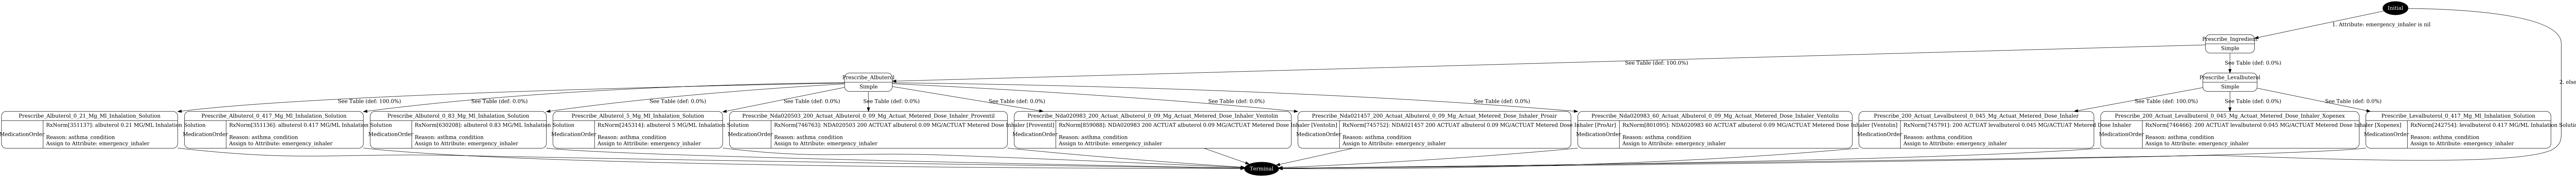 Initial
1. Attribute: emergency_inhaler is nil
Prescribe_Ingredient
Simple
See Table (def: 100.0%)
See Table (def: 0.0%)
2. else
Prescribe_Albuterol
Simple
Prescribe_Levalbuterol
Simple
See Table (def: 100.0%)
See Table (def: 0.0%)
See Table (def: 0.0%)
See Table (def: 0.0%)
See Table (def: 0.0%)
See Table (def: 0.0%)
See Table (def: 0.0%)
See Table (def: 0.0%)
See Table (def: 100.0%)
See Table (def: 0.0%)
See Table (def: 0.0%)
Prescribe_Albuterol_0_21_Mg_Ml_Inhalation_Solution
MedicationOrder
RxNorm[351137]: albuterol 0.21 MG/ML Inhalation Solution
Reason: asthma_condition
Assign to Attribute: emergency_inhaler
Prescribe_Albuterol_0_417_Mg_Ml_Inhalation_Solution
MedicationOrder
RxNorm[351136]: albuterol 0.417 MG/ML Inhalation Solution
Reason: asthma_condition
Assign to Attribute: emergency_inhaler
Prescribe_Albuterol_0_83_Mg_Ml_Inhalation_Solution
MedicationOrder
RxNorm[630208]: albuterol 0.83 MG/ML Inhalation Solution
Reason: asthma_condition
Assign to Attribute: emergency_inhaler
Prescribe_Albuterol_5_Mg_Ml_Inhalation_Solution
MedicationOrder
RxNorm[245314]: albuterol 5 MG/ML Inhalation Solution
Reason: asthma_condition
Assign to Attribute: emergency_inhaler
Prescribe_Nda020503_200_Actuat_Albuterol_0_09_Mg_Actuat_Metered_Dose_Inhaler_Proventil
MedicationOrder
RxNorm[746763]: NDA020503 200 ACTUAT albuterol 0.09 MG/ACTUAT Metered Dose Inhaler [Proventil]
Reason: asthma_condition
Assign to Attribute: emergency_inhaler
Prescribe_Nda020983_200_Actuat_Albuterol_0_09_Mg_Actuat_Metered_Dose_Inhaler_Ventolin
MedicationOrder
RxNorm[859088]: NDA020983 200 ACTUAT albuterol 0.09 MG/ACTUAT Metered Dose Inhaler [Ventolin]
Reason: asthma_condition
Assign to Attribute: emergency_inhaler
Prescribe_Nda021457_200_Actuat_Albuterol_0_09_Mg_Actuat_Metered_Dose_Inhaler_Proair
MedicationOrder
RxNorm[745752]: NDA021457 200 ACTUAT albuterol 0.09 MG/ACTUAT Metered Dose Inhaler [ProAir]
Reason: asthma_condition
Assign to Attribute: emergency_inhaler
Prescribe_Nda020983_60_Actuat_Albuterol_0_09_Mg_Actuat_Metered_Dose_Inhaler_Ventolin
MedicationOrder
RxNorm[801095]: NDA020983 60 ACTUAT albuterol 0.09 MG/ACTUAT Metered Dose Inhaler [Ventolin]
Reason: asthma_condition
Assign to Attribute: emergency_inhaler
Prescribe_200_Actuat_Levalbuterol_0_045_Mg_Actuat_Metered_Dose_Inhaler
MedicationOrder
RxNorm[745791]: 200 ACTUAT levalbuterol 0.045 MG/ACTUAT Metered Dose Inhaler
Reason: asthma_condition
Assign to Attribute: emergency_inhaler
Prescribe_200_Actuat_Levalbuterol_0_045_Mg_Actuat_Metered_Dose_Inhaler_Xopenex
MedicationOrder
RxNorm[746466]: 200 ACTUAT levalbuterol 0.045 MG/ACTUAT Metered Dose Inhaler [Xopenex]
Reason: asthma_condition
Assign to Attribute: emergency_inhaler
Prescribe_Levalbuterol_0_417_Mg_Ml_Inhalation_Solution
MedicationOrder
RxNorm[242754]: levalbuterol 0.417 MG/ML Inhalation Solution
Reason: asthma_condition
Assign to Attribute: emergency_inhaler
Terminal